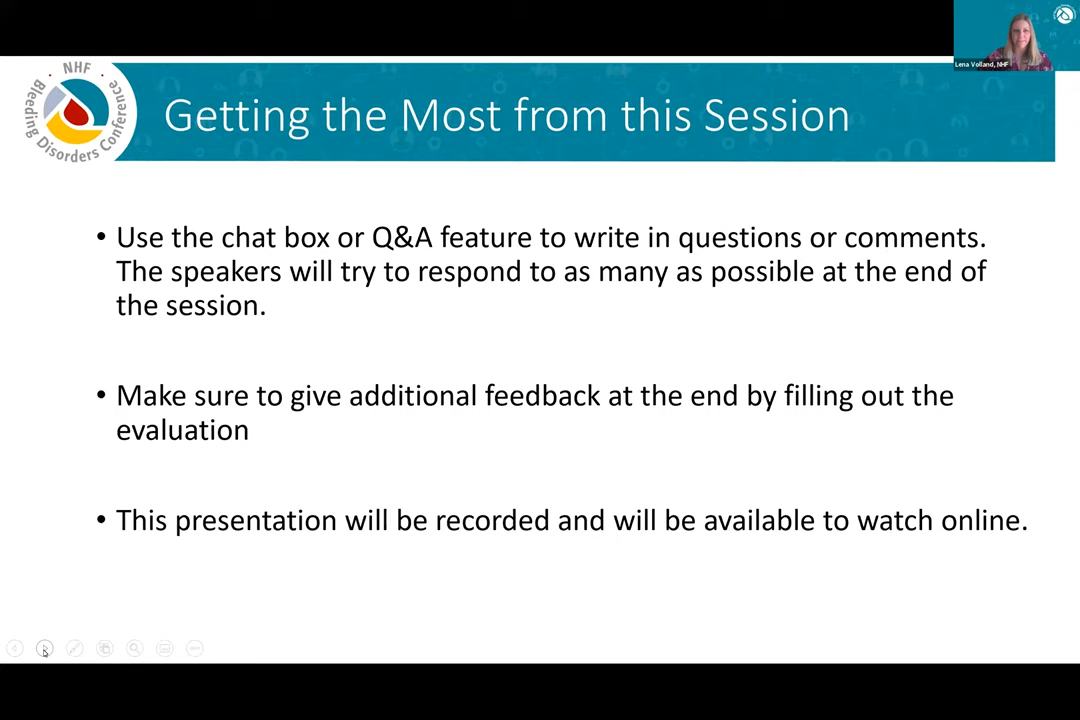 Lena Volland, NHF
· NHF ·
Bleeding Disorders Conference
Getting the Most from this Session
• Use the chat box or Q&A feature to write in questions or comments.
The speakers will try to respond to as many as possible at the end of
the session.
• Make sure to give additional feedback at the end by filling out the
evaluation
• This presentation will be recorded and will be available to watch online.